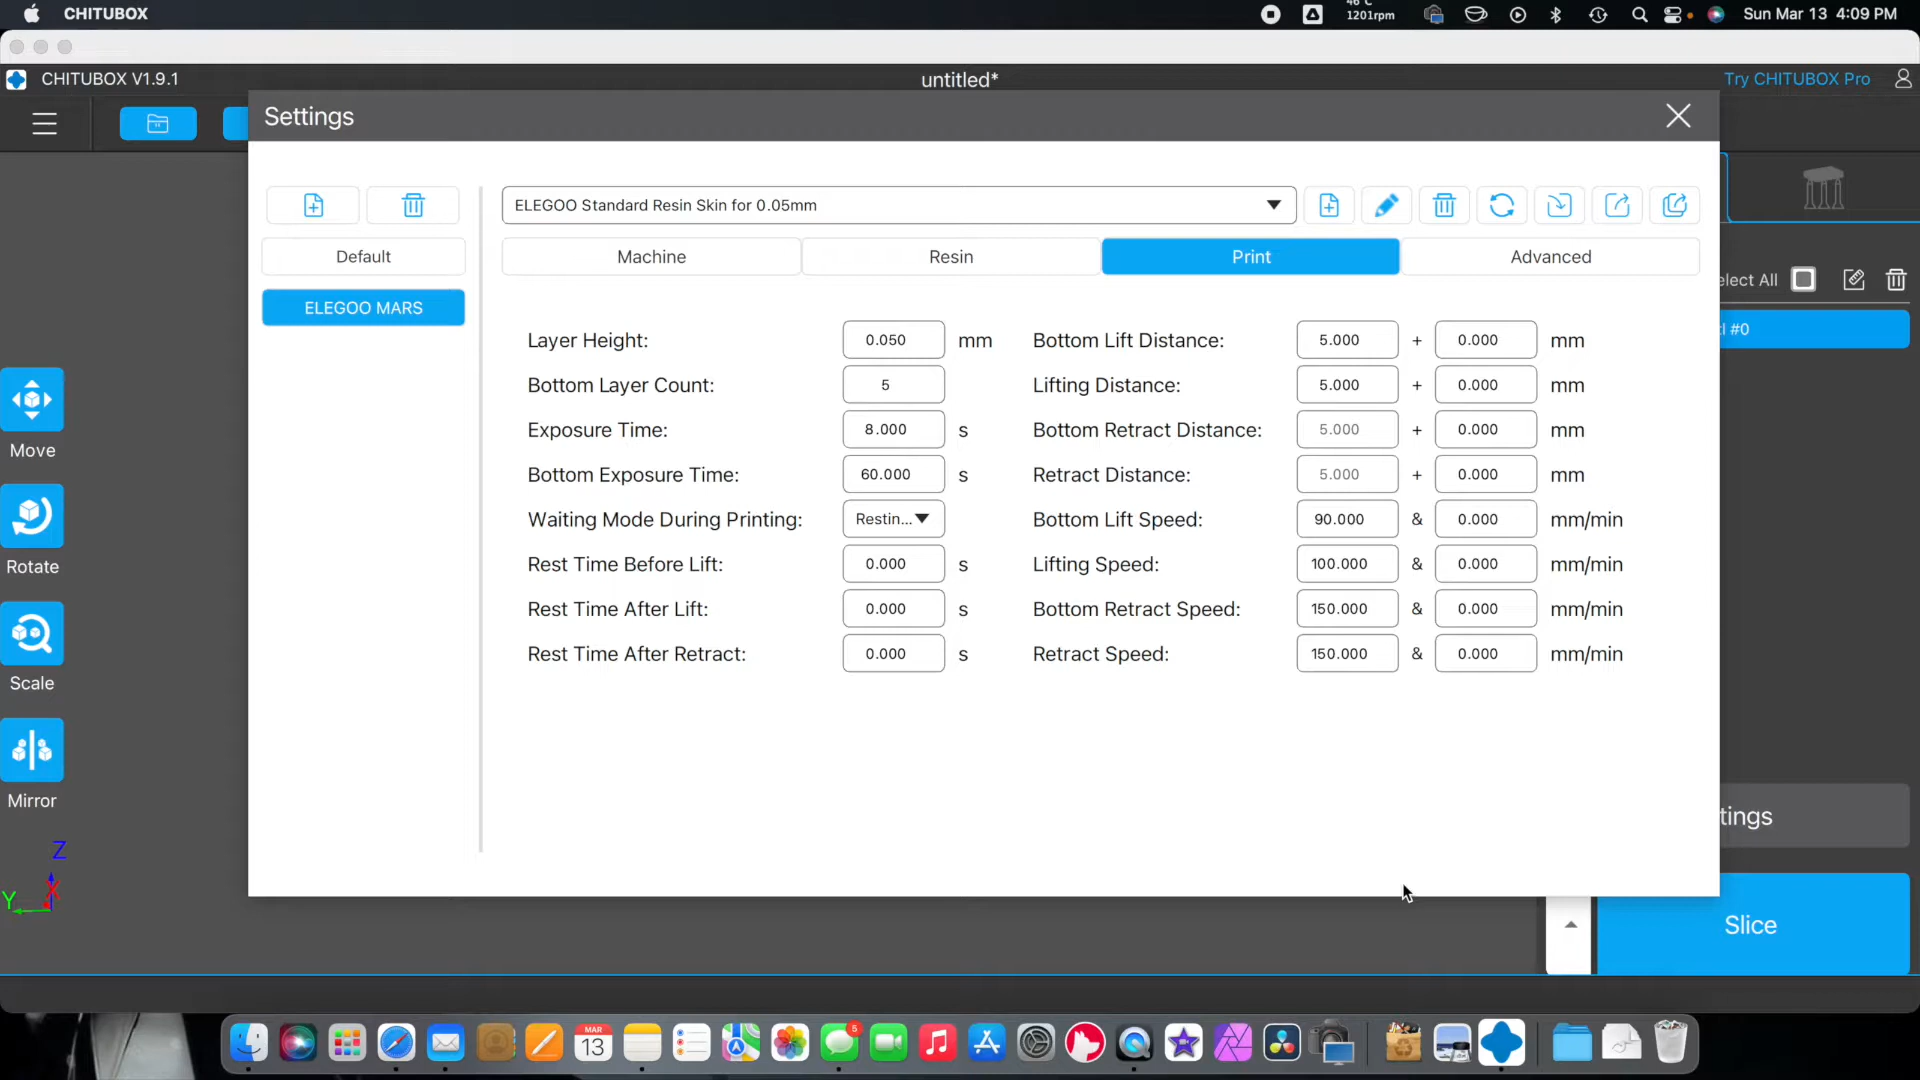 CHITUBOX
1201rpm
Sun Mar 13 4:09 PM
CHITUBOX V1.9.1
untitled*
Try CHITUBOX Pro
Settings
ELEGOO Standard Resin Skin for 0.05mm
Default
ELEGOO MARS
Machine
Resin
Print
Advanced
elect All
#0
Layer Height: 0.050 mm
Bottom Lift Distance: 5.000 + 0.000 mm
Bottom Layer Count: 5
Lifting Distance: 5.000 + 0.000 mm
Exposure Time: 8.000 s
Bottom Retract Distance: 5.000 + 0.000 mm
Bottom Exposure Time: 60.000 s
Retract Distance: 5.000 + 0.000 mm
Waiting Mode During Printing: Restin...
Bottom Lift Speed: 90.000 & 0.000 mm/min
Rest Time Before Lift: 0.000 s
Lifting Speed: 100.000 & 0.000 mm/min
Rest Time After Lift: 0.000 s
Bottom Retract Speed: 150.000 & 0.000 mm/min
Rest Time After Retract: 0.000 s
Retract Speed: 150.000 & 0.000 mm/min
Move
Rotate
Scale
Mirror
Z
X
Y
tings
Slice
MAR
13
5